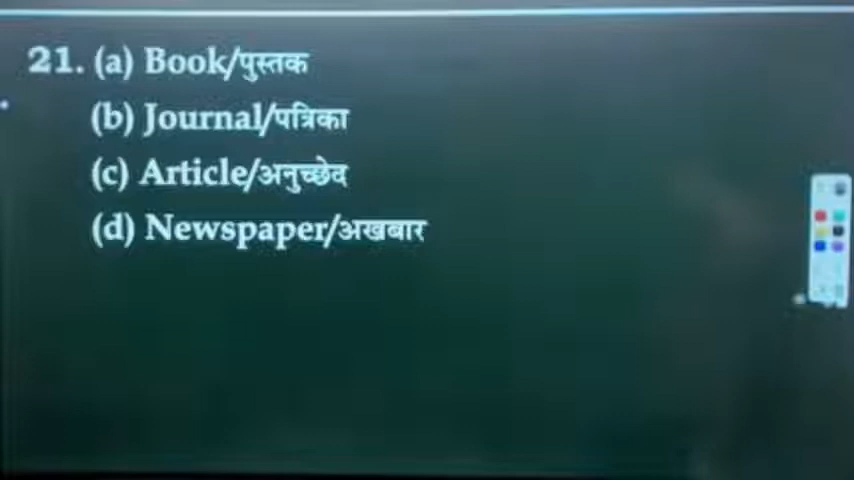 21. (a) Book/पुस्तक
(b) Journal/पत्रिका
(c) Article/अनुच्छेद
(d) Newspaper/अखबार